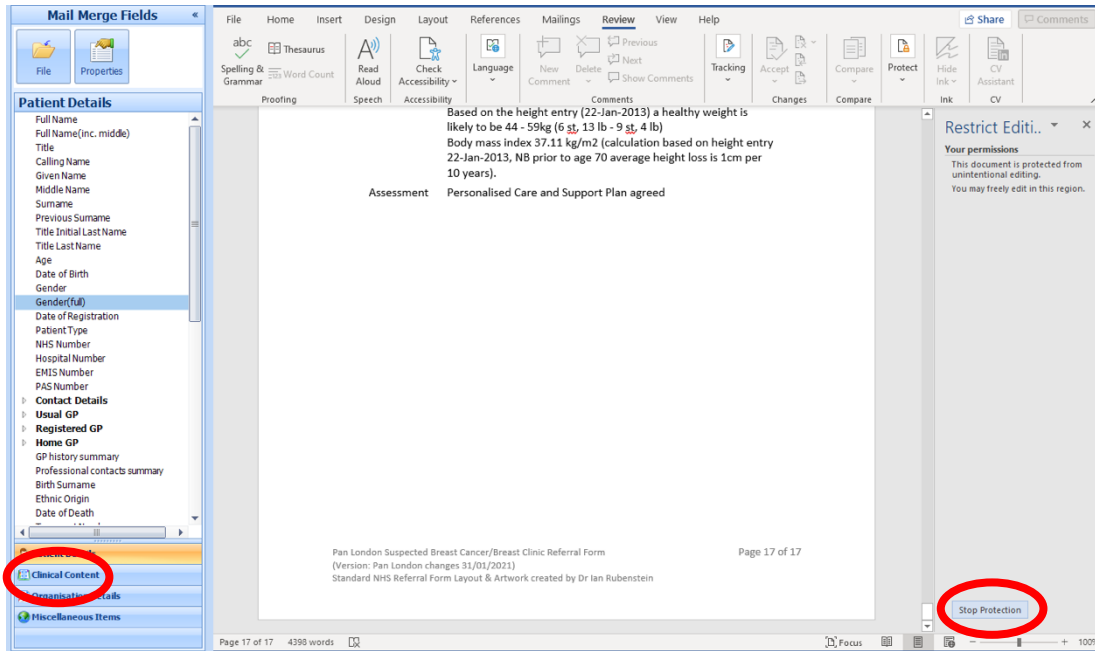 Mail Merge Fields «
File
Properties
Patient Details
Full Name
Full Name(inc. middle)
Title
Calling Name
Given Name
Middle Name
Surname
Previous Surname
Title Initial Last Name
Title Last Name
Age
Date of Birth
Gender
Gender(full)
Date of Registration
Patient Type
NHS Number
Hospital Number
EMIS Number
PAS Number
Contact Details
Usual GP
Registered GP
Home GP
GP history summary
Professional contacts summary
Birth Surname
Ethnic Origin
Date of Death
Clinical Content
Organisation Details
Miscellaneous Items
File Home Insert Design Layout References Mailings Review View Help
Share Comments
abc
Spelling & Grammar
Thesaurus
Word Count
Proofing
Read Aloud
Speech
Check Accessibility
Accessibility
Language
New Comment
Delete
Previous
Next
Show Comments
Comments
Tracking
Accept
Changes
Compare
Compare
Protect
Hide Ink
Ink
CV Assistant
CV
Based on the height entry (22-Jan-2013) a healthy weight is
likely to be 44 - 59kg (6 st, 13 lb - 9 st, 4 lb)
Body mass index 37.11 kg/m2 (calculation based on height entry
22-Jan-2013, NB prior to age 70 average height loss is 1cm per
10 years).
Assessment Personalised Care and Support Plan agreed
Pan London Suspected Breast Cancer/Breast Clinic Referral Form Page 17 of 17
(Version: Pan London changes 31/01/2021)
Standard NHS Referral Form Layout & Artwork created by Dr Ian Rubenstein
Restrict Editi..
Your permissions
This document is protected from
unintentional editing.
You may freely edit in this region.
Stop Protection
Page 17 of 17 4398 words Focus 100%